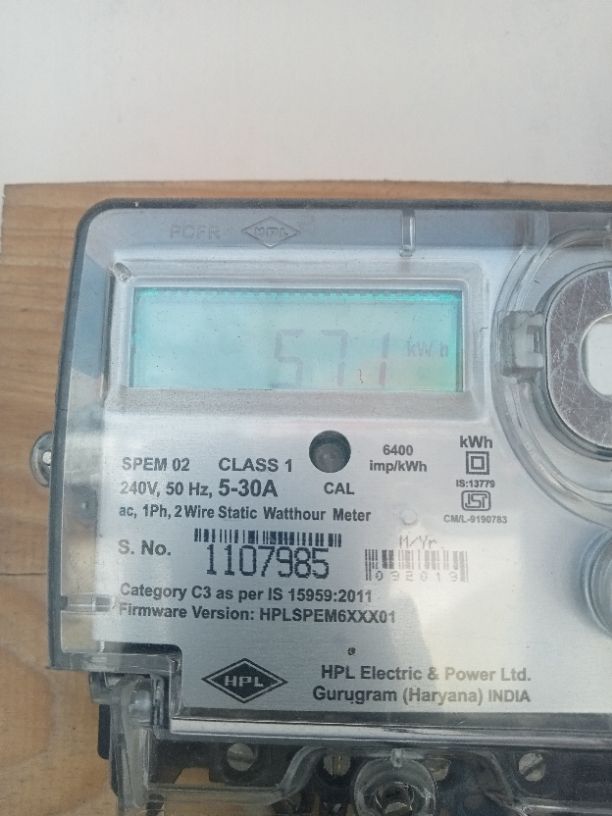 PCFR HPL
571 kWh
SPEM 02 CLASS 1
240V, 50 Hz, 5-30A
CAL
6400
imp/kWh
kWh
IS:13779
ISI
CM/L-9190783
ac, 1Ph, 2 Wire Static Watthour Meter
S. No. 1107985
M/Yr
092019
Category C3 as per IS 15959:2011
Firmware Version: HPLSPEM6XXX01
HPL
HPL Electric & Power Ltd.
Gurugram (Haryana) INDIA